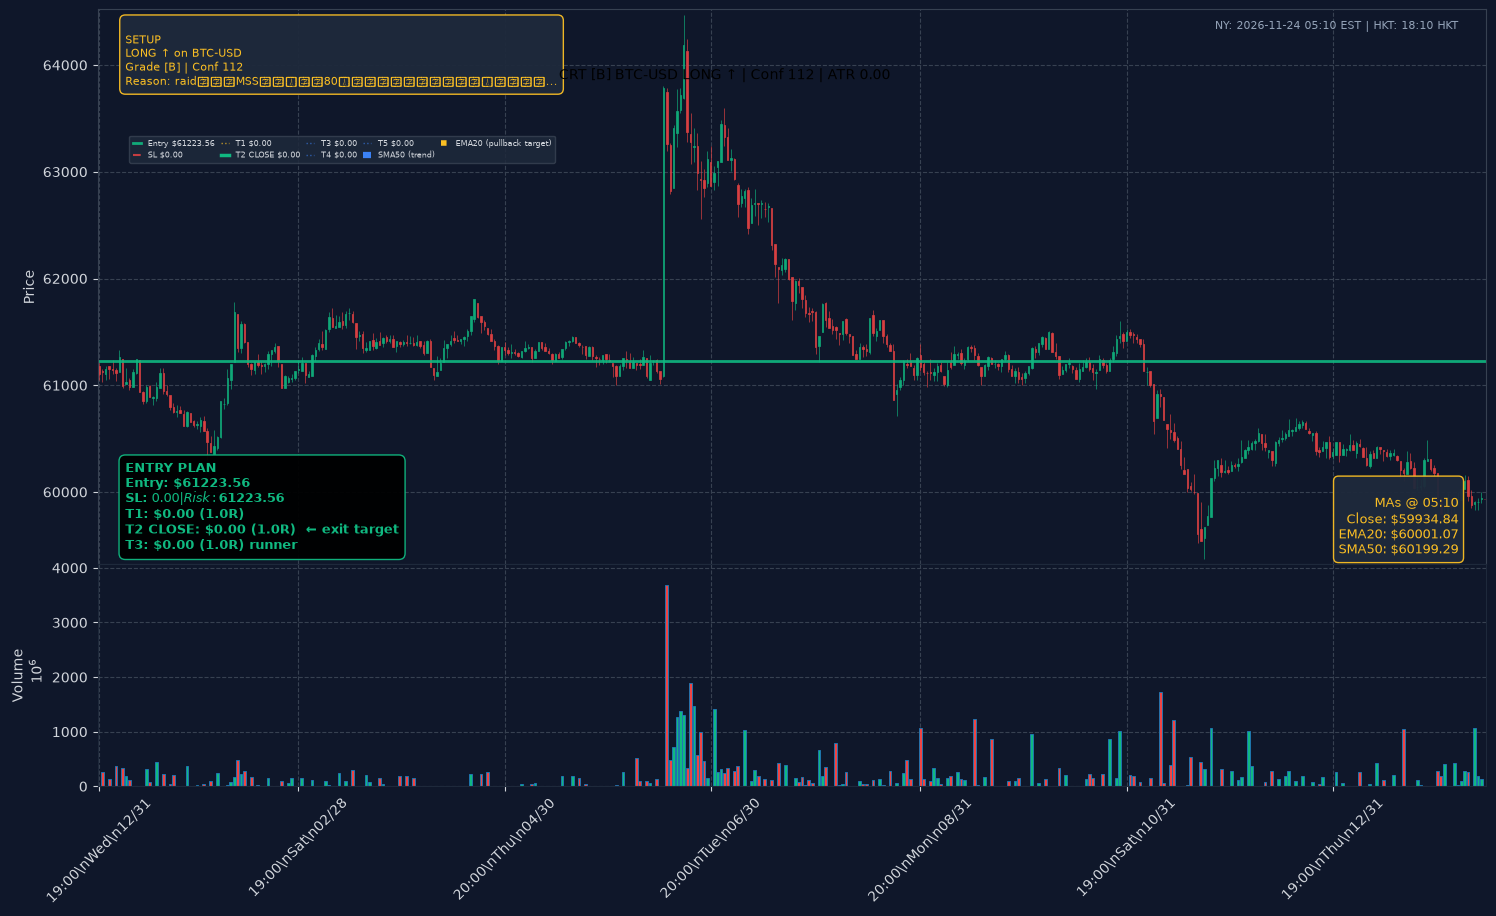 NY: 2026-11-24 05:10 EST | HKT: 18:10 HKT
SETUP
LONG ↑ on BTC-USD
Grade [B] | Conf 112
Reason: raid MSS 80 …
CRT [B] BTC-USD LONG ↑ | Conf 112 | ATR 0.00
Entry $61223.56 T1 $0.00 T3 $0.00 T5 $0.00 EMA20 (pullback target)
SL $0.00 T2 CLOSE $0.00 T4 $0.00 SMA50 (trend)
64000
63000
62000
61000
60000
Price
ENTRY PLAN
Entry: $61223.56
SL: 0.00|Risk:61223.56
T1: $0.00 (1.0R)
T2 CLOSE: $0.00 (1.0R) ← exit target
T3: $0.00 (1.0R) runner
MAs @ 05:10
Close: $59934.84
EMA20: $60001.07
SMA50: $60199.29
4000
3000
2000
1000
0
Volume
10⁶
19:00\nWed\n12/31
19:00\nSat\n02/28
20:00\nThu\n04/30
20:00\nTue\n06/30
20:00\nMon\n08/31
19:00\nSat\n10/31
19:00\nThu\n12/31